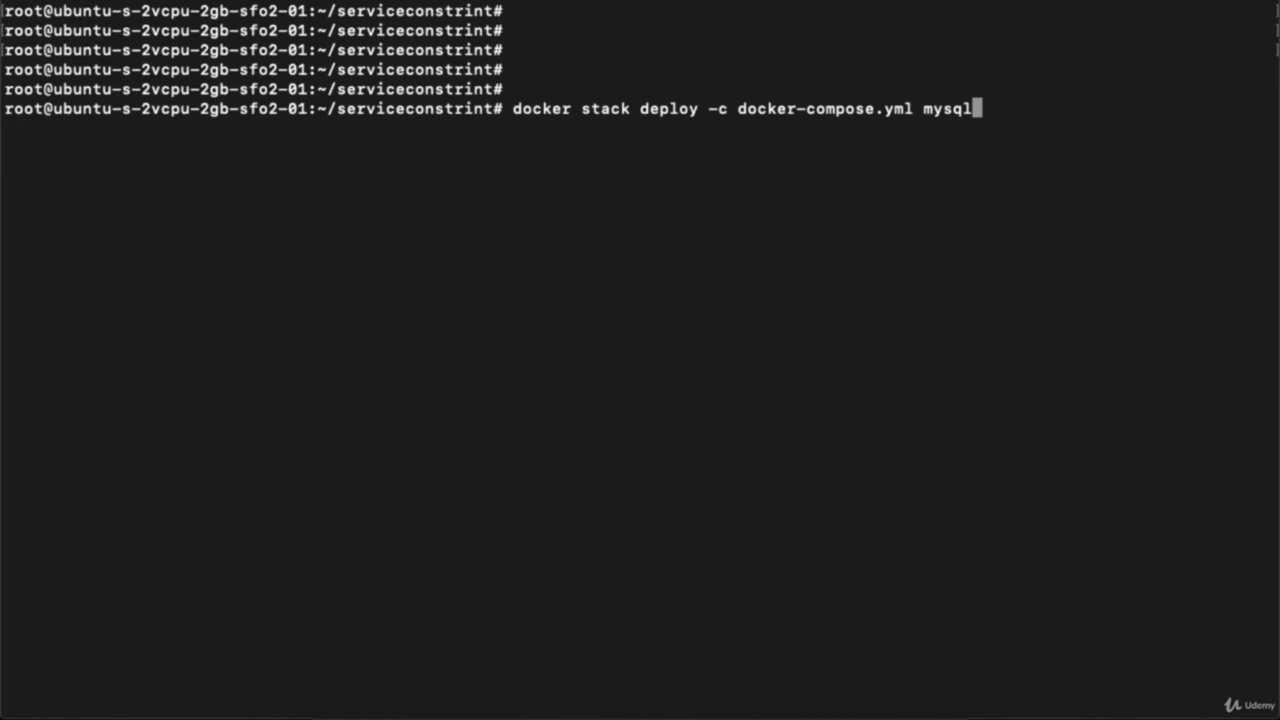 root@ubuntu-s-2vcpu-2gb-sfo2-01:~/serviceconstrint#
root@ubuntu-s-2vcpu-2gb-sfo2-01:~/serviceconstrint#
root@ubuntu-s-2vcpu-2gb-sfo2-01:~/serviceconstrint#
root@ubuntu-s-2vcpu-2gb-sfo2-01:~/serviceconstrint#
root@ubuntu-s-2vcpu-2gb-sfo2-01:~/serviceconstrint#
root@ubuntu-s-2vcpu-2gb-sfo2-01:~/serviceconstrint# docker stack deploy -c docker-compose.yml mysql
Udemy